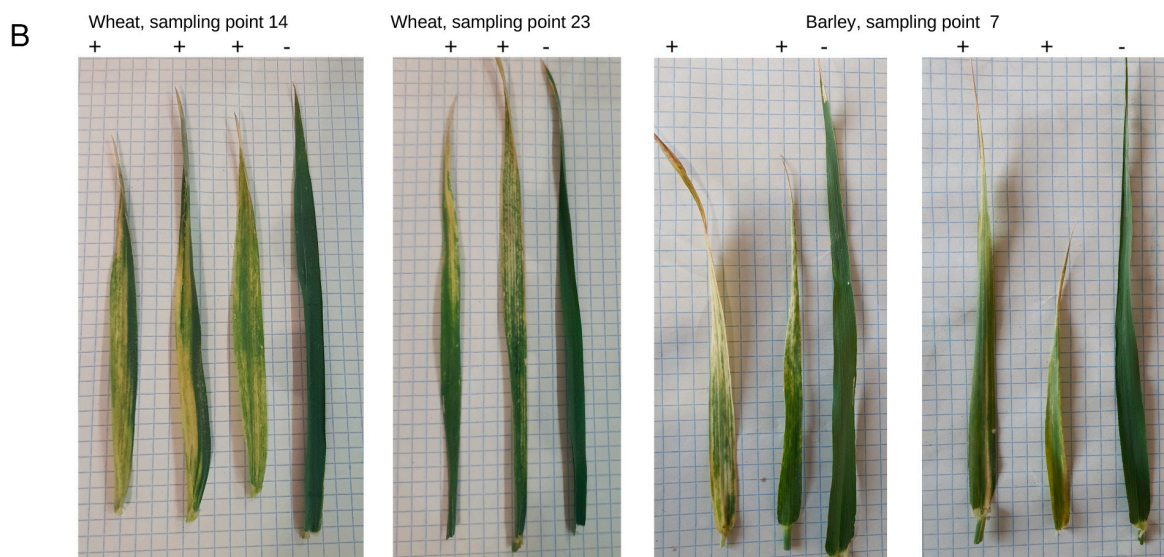 B
Wheat, sampling point 14
Wheat, sampling point 23
Barley, sampling point 7
+ + + -
+ + -
+ + -
+ + -